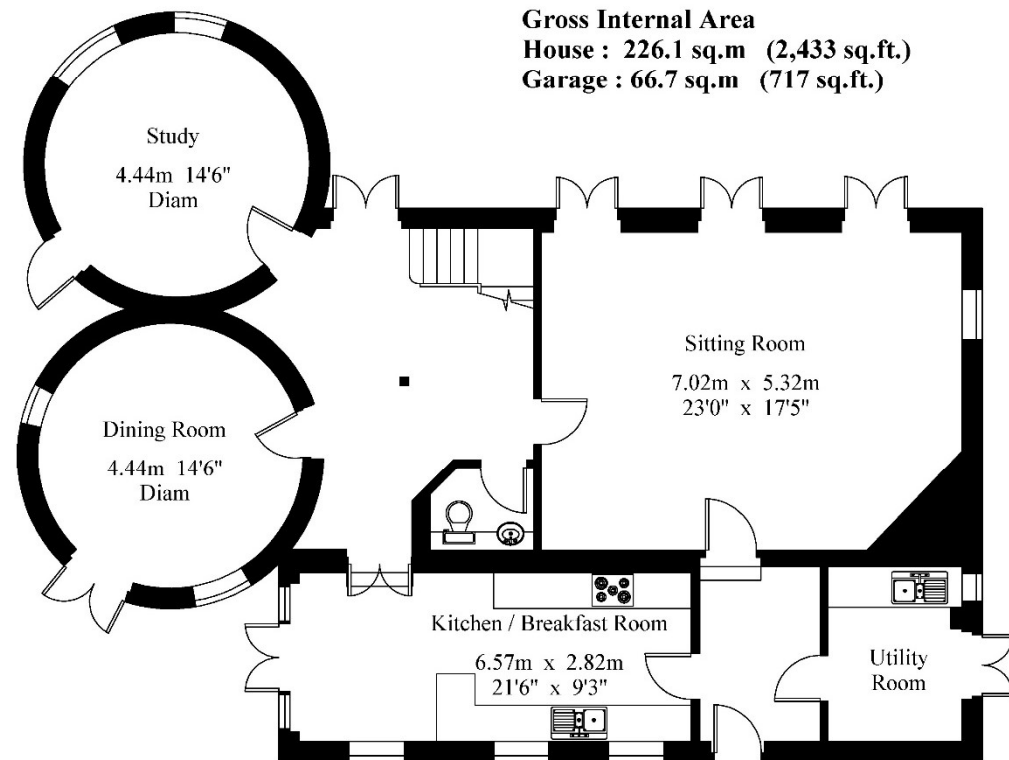 Gross Internal Area
House : 226.1 sq.m (2,433 sq.ft.)
Garage : 66.7 sq.m (717 sq.ft.)
Study
4.44m 14'6"
Diam
Sitting Room
7.02m x 5.32m
23'0" x 17'5"
Dining Room
4.44m 14'6"
Diam
Kitchen / Breakfast Room
6.57m x 2.82m
21'6" x 9'3"
Utility
Room